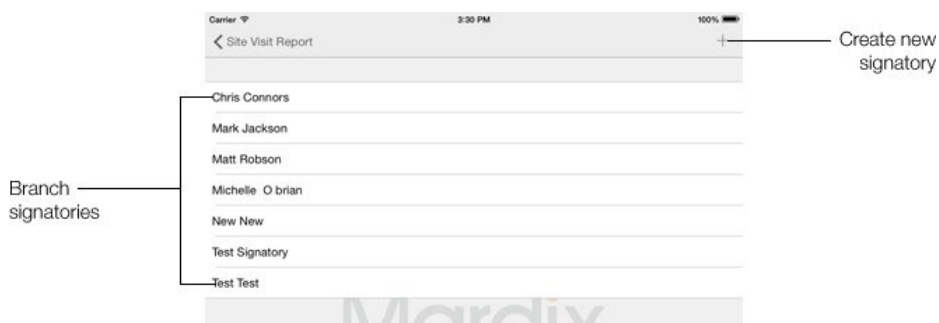 Carrier 3:30 PM 100%
Site Visit Report
+
Create new
signatory
Chris Connors
Mark Jackson
Matt Robson
Michelle O brian
New New
Test Signatory
Test Test
Branch
signatories
Mardix